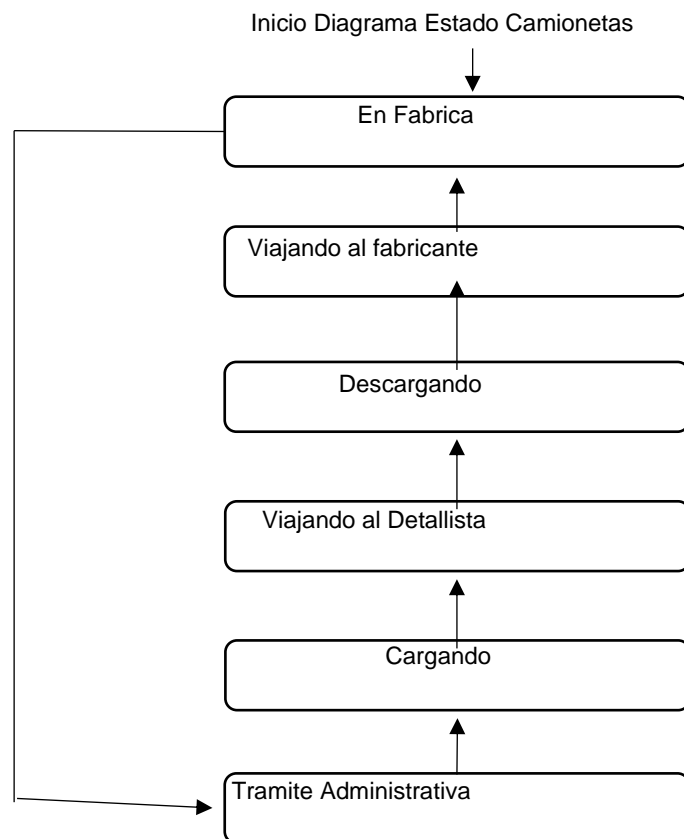 Inicio Diagrama Estado Camionetas
En Fabrica
Viajando al fabricante
Descargando
Viajando al Detallista
Cargando
Tramite Administrativa